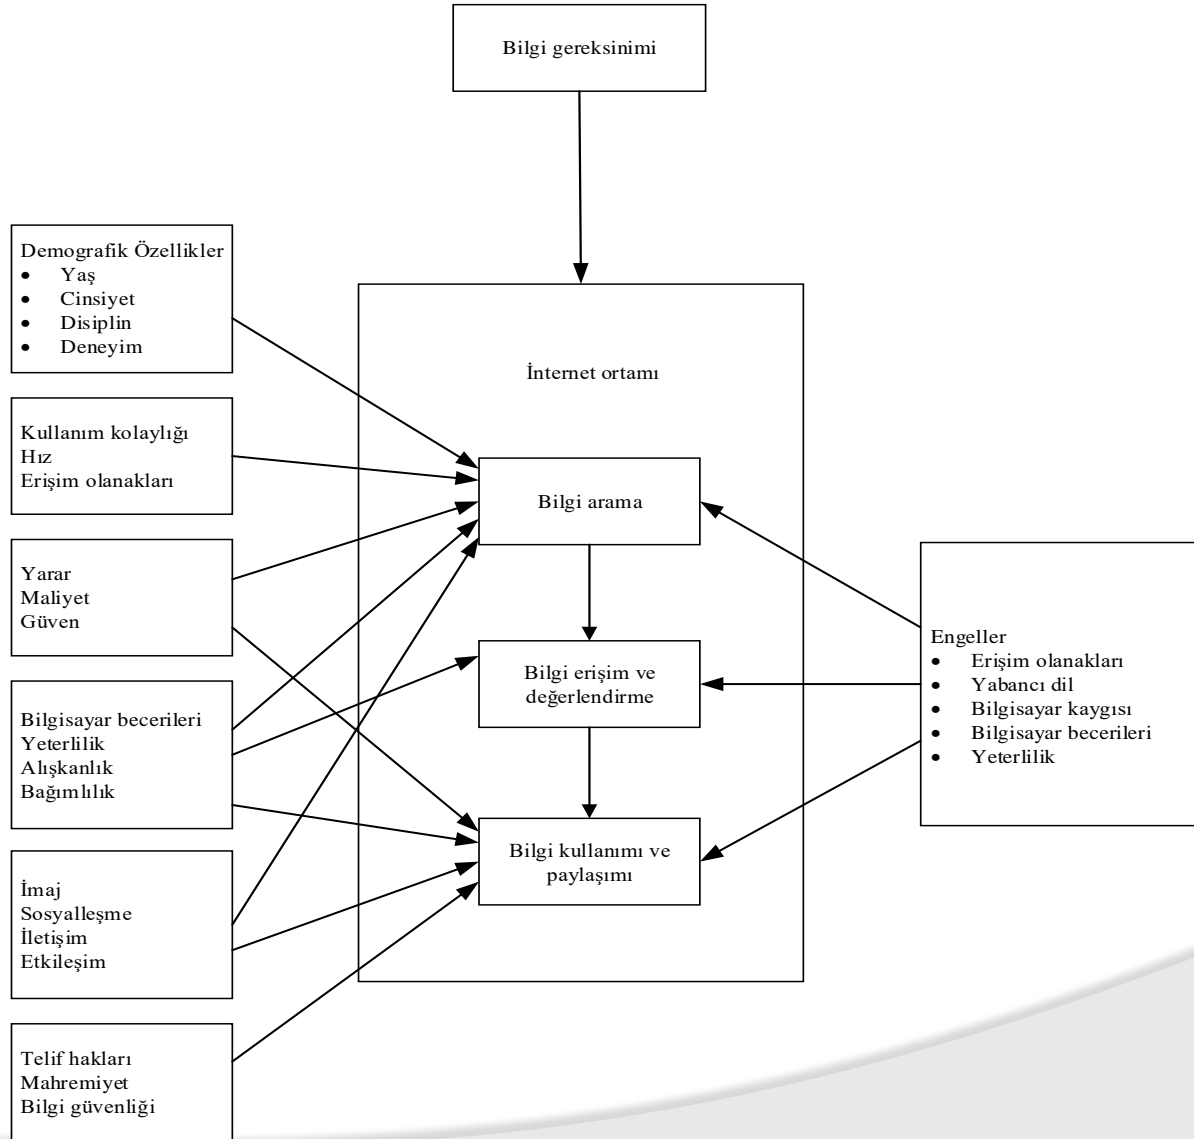 Bilgi gereksinimi
Demografik Özellikler
• Yaş
• Cinsiyet
• Disiplin
• Deneyim
Kullanım kolaylığı
Hız
Erişim olanakları
Yarar
Maliyet
Güven
Bilgisayar becerileri
Yeterlilik
Alışkanlık
Bağımlılık
İmaj
Sosyalleşme
İletişim
Etkileşim
Telif hakları
Mahremiyet
Bilgi güvenliği
İnternet ortamı
Bilgi arama
Bilgi erişim ve
değerlendirme
Bilgi kullanımı ve
paylaşımı
Engeller
• Erişim olanakları
• Yabancı dil
• Bilgisayar kaygısı
• Bilgisayar becerileri
• Yeterlilik